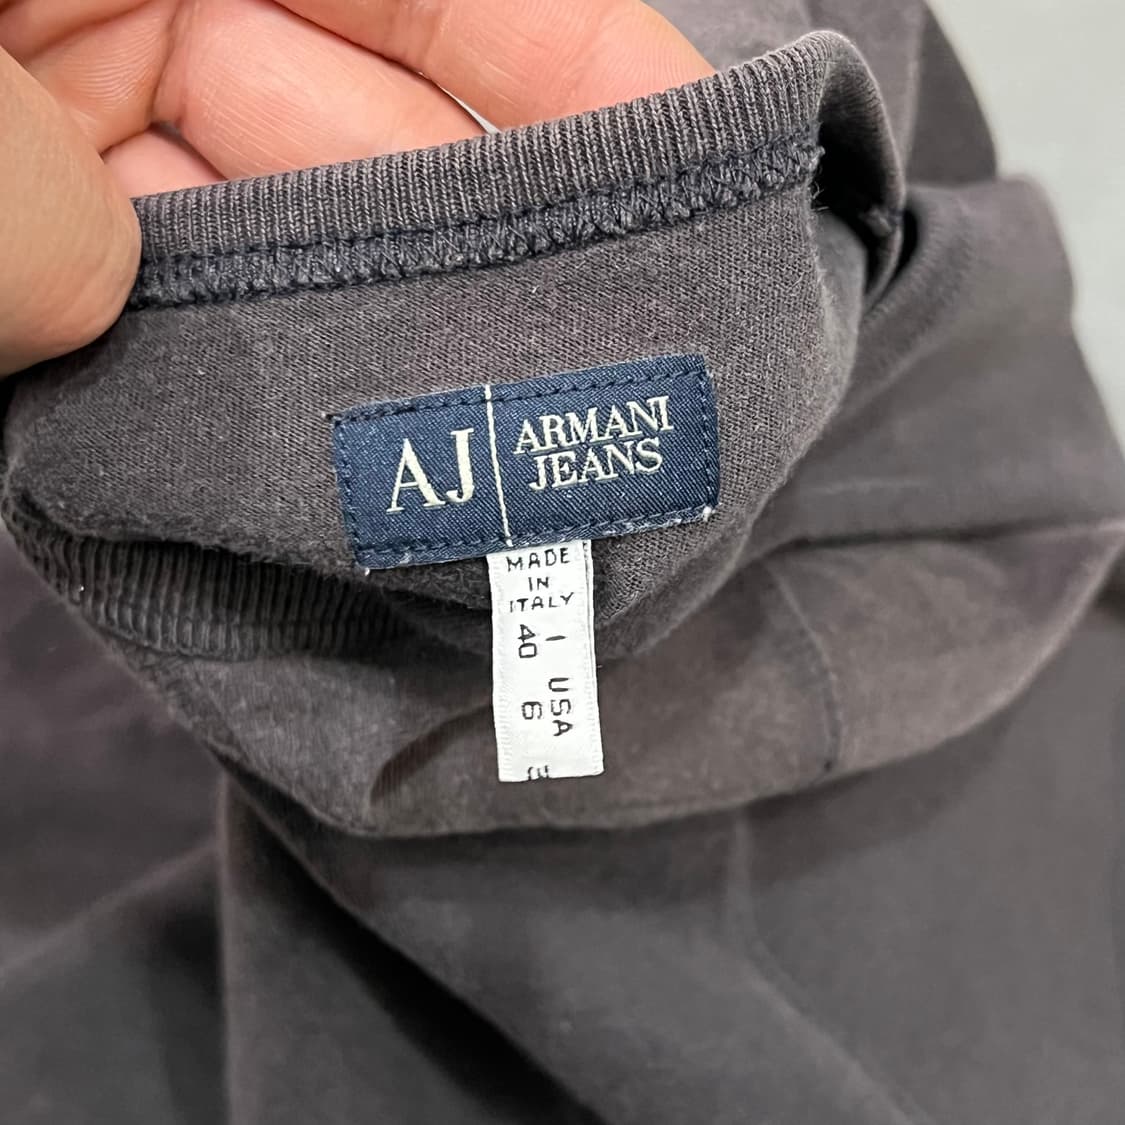 AJ
ARMANI
JEANS
MADE
IN
ITALY
I USA
40 6